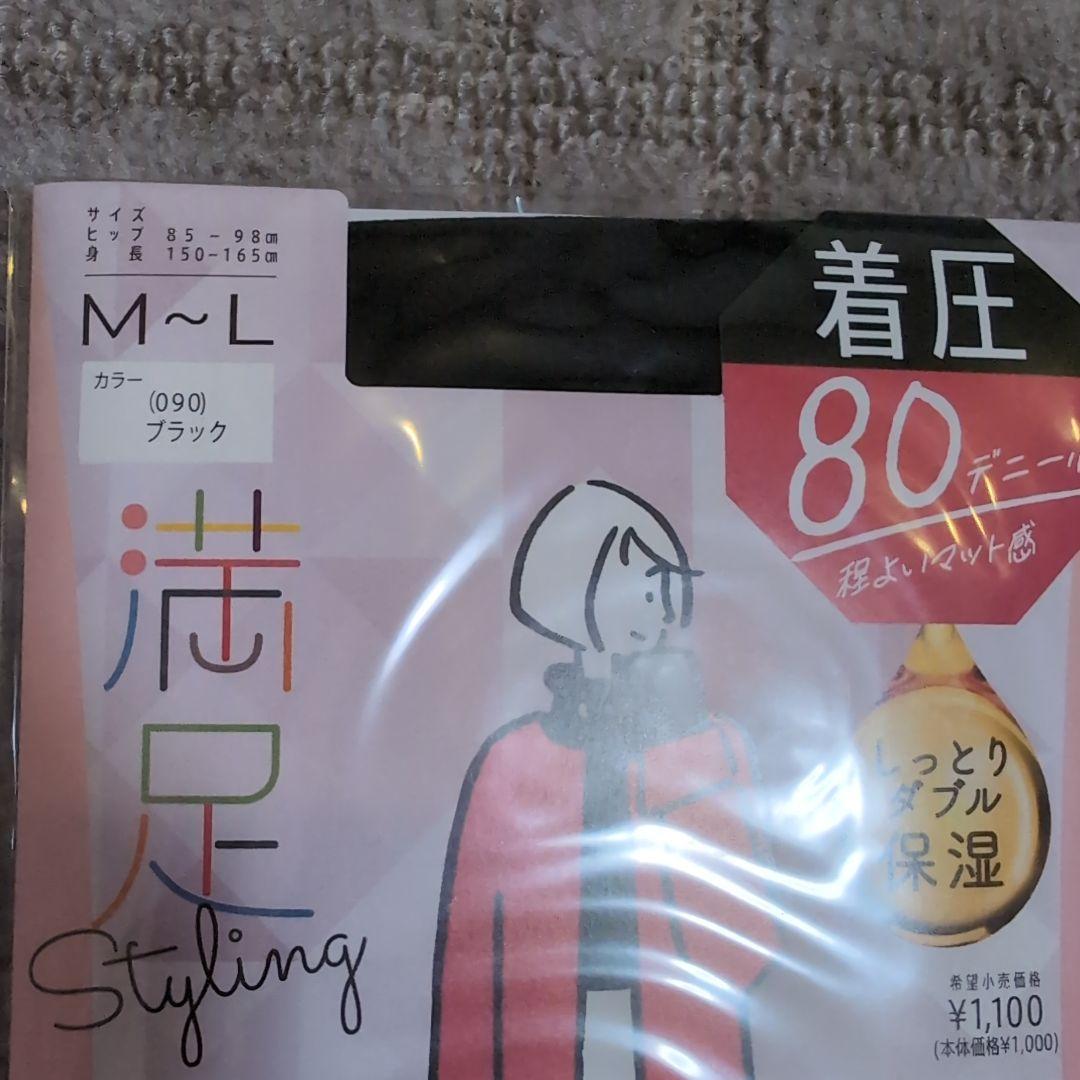 サイズ
ヒップ 85-98㎝
身長 150-165㎝
M~L
カラー
(090)
ブラック
満足
Styling
着圧
80デニール
程よいマット感
しっとり
ダブル
保湿
希望小売価格
¥1,100
(本体価格¥1,000)